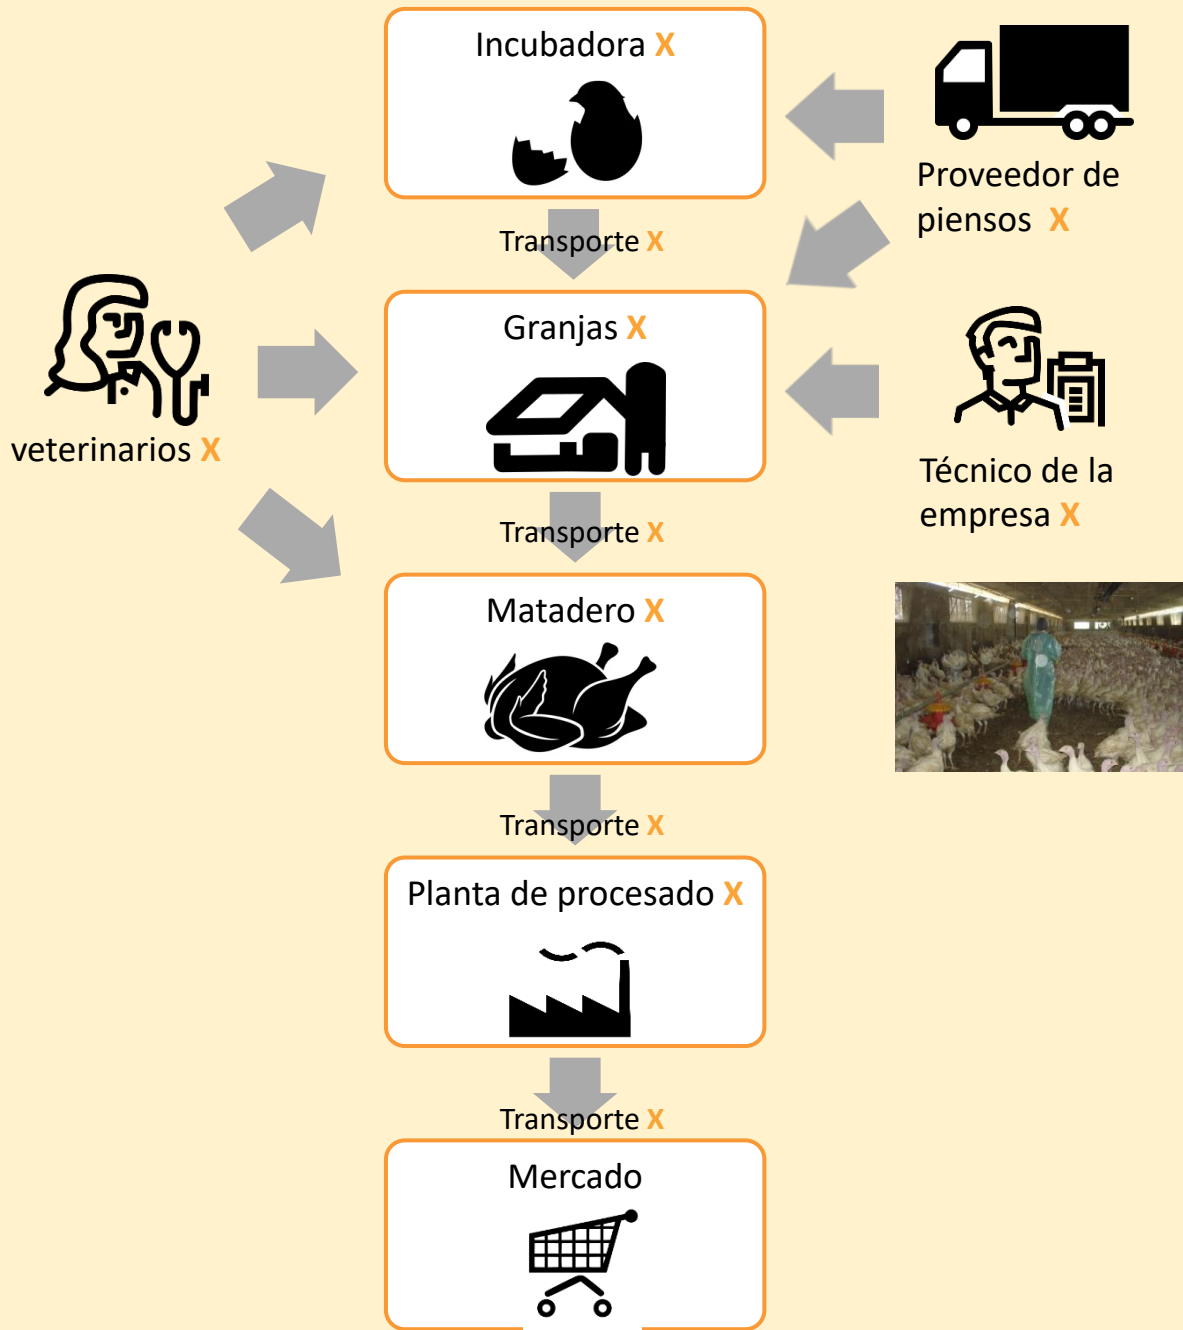 Incubadora X
Proveedor de
piensos X
Transporte X
Granjas X
veterinarios X
Técnico de la
empresa X
Transporte X
Matadero X
Transporte X
Planta de procesado X
Transporte X
Mercado